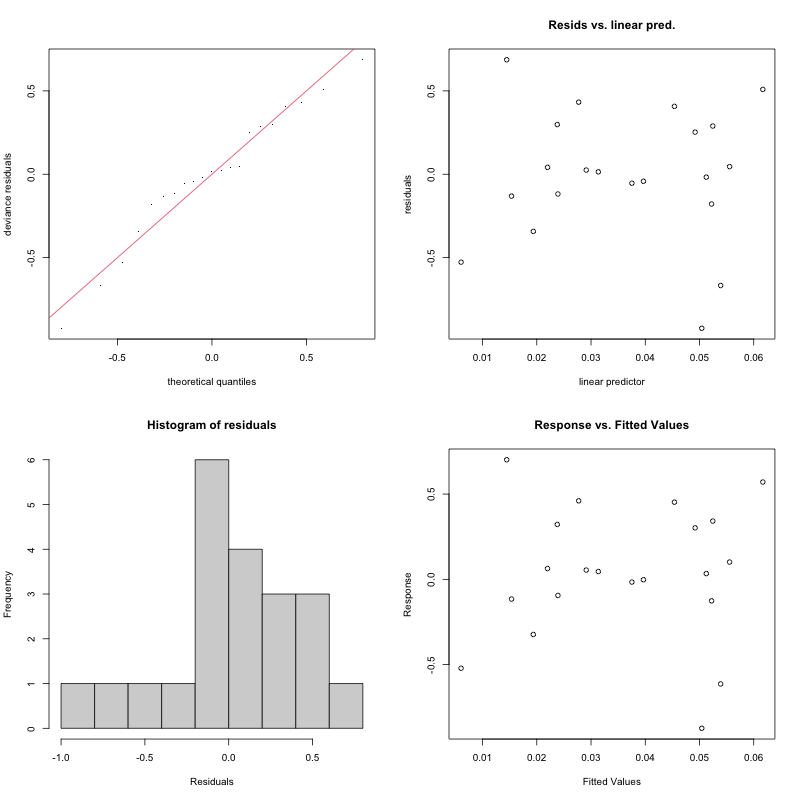 0.5
0.0
-0.5
deviance residuals
-0.5 0.0 0.5
theoretical quantiles
Resids vs. linear pred.
0.5
0.0
-0.5
residuals
0.01 0.02 0.03 0.04 0.05 0.06
linear predictor
Histogram of residuals
6
5
4
3
2
1
0
Frequency
-1.0 -0.5 0.0 0.5
Residuals
Response vs. Fitted Values
0.5
0.0
-0.5
Response
0.01 0.02 0.03 0.04 0.05 0.06
Fitted Values